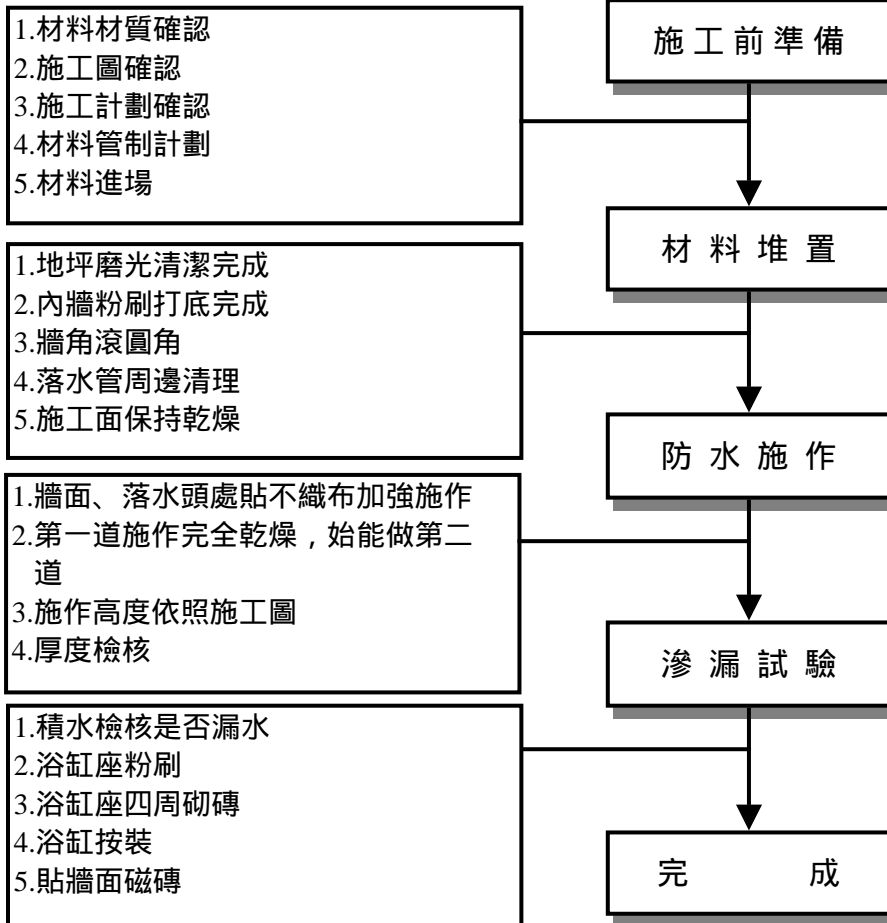 施工前準備
1.材料材質確認
2.施工圖確認
3.施工計劃確認
4.材料管制計劃
5.材料進場
材料堆置
1.地坪磨光清潔完成
2.內牆粉刷打底完成
3.牆角滾圓角
4.落水管周邊清理
5.施工面保持乾燥
防水施作
1.牆面、落水頭處貼不織布加強施作
2.第一道施作完全乾燥，始能做第二
道
3.施作高度依照施工圖
4.厚度檢核
滲漏試驗
1.積水檢核是否漏水
2.浴缸座粉刷
3.浴缸座四周砌磚
4.浴缸按裝
5.貼牆面磁磚
完 成